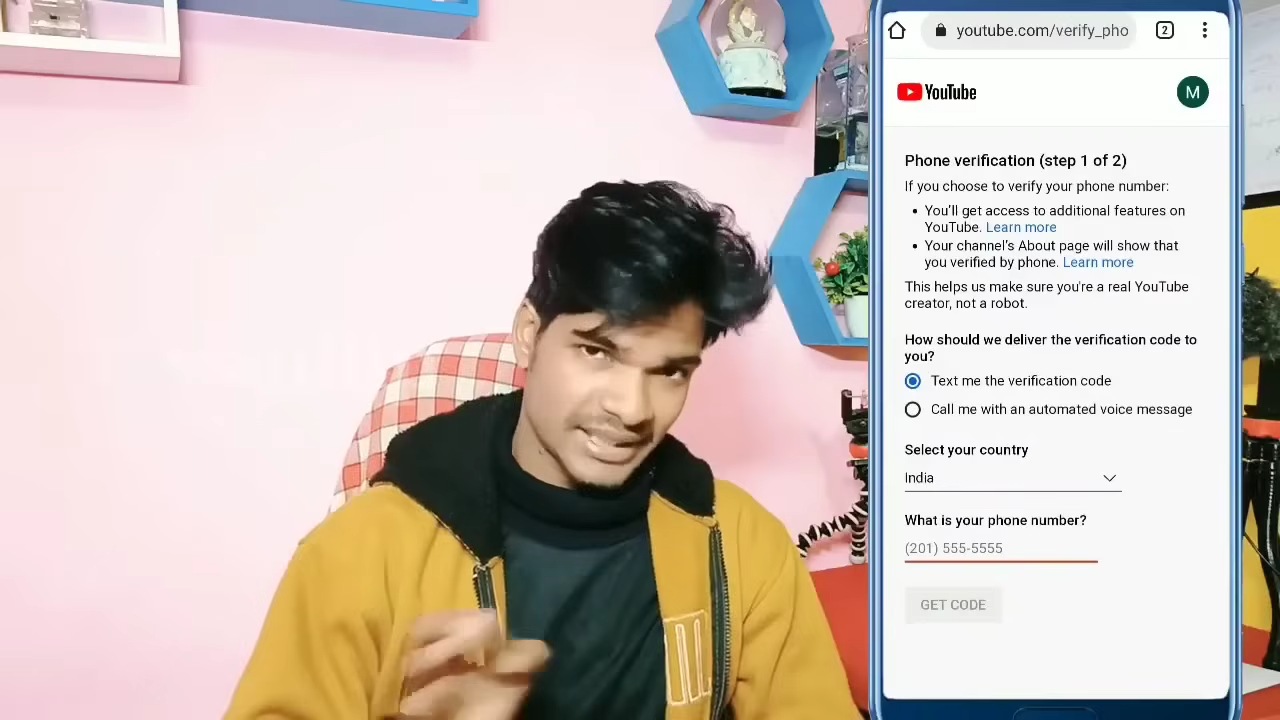 youtube.com/verify_pho
2
YouTube
M
Phone verification (step 1 of 2)
If you choose to verify your phone number:
• You'll get access to additional features on
YouTube. Learn more
• Your channel's About page will show that
you verified by phone. Learn more
This helps us make sure you're a real YouTube
creator, not a robot.
How should we deliver the verification code to
you?
Text me the verification code
Call me with an automated voice message
Select your country
India
What is your phone number?
(201) 555-5555
GET CODE